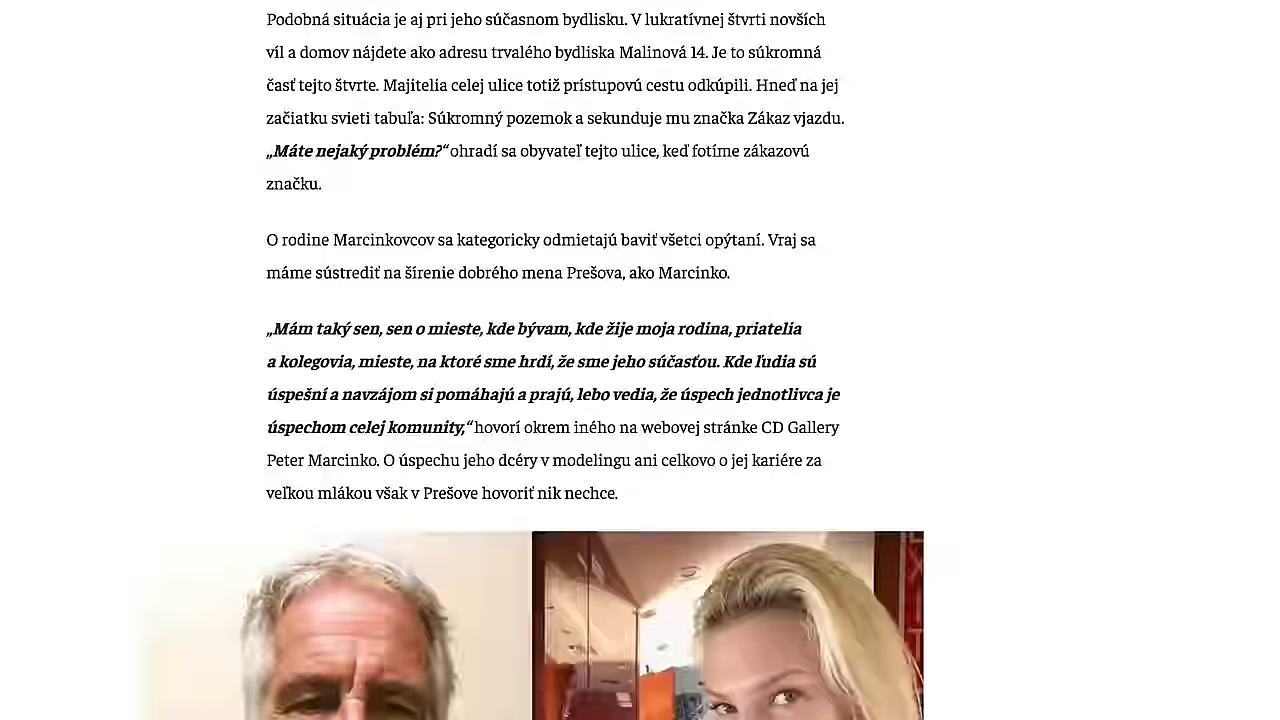 Podobná situácia je aj pri jeho súčasnom bydlisku. V lukratívnej štvrti novších
víl a domov nájdete ako adresu trvalého bydliska Malinová 14. Je to súkromná
časť tejto štvrte. Majitelia celej ulice totiž prístupovú cestu odkúpili. Hneď na jej
začiatku svieti tabuľa: Súkromný pozemok a sekunduje mu značka Zákaz vjazdu.
„Máte nejaký problém?“ ohradí sa obyvateľ tejto ulice, keď fotíme zákazovú
značku.
O rodine Marcinkovcov sa kategoricky odmietajú baviť všetci opýtaní. Vraj sa
máme sústrediť na šírenie dobrého mena Prešova, ako Marcinko.
„Mám taký sen, sen o mieste, kde bývam, kde žije moja rodina, priatelia
a kolegovia, mieste, na ktoré sme hrdí, že sme jeho súčasťou. Kde ľudia sú
úspešní a navzájom si pomáhajú a prajú, lebo vedia, že úspech jednotlivca je
úspechom celej komunity,“ hovorí okrem iného na webovej stránke CD Gallery
Peter Marcinko. O úspechu jeho dcéry v modelingu ani celkovo o jej kariére za
veľkou mlákou však v Prešove hovoriť nik nechce.